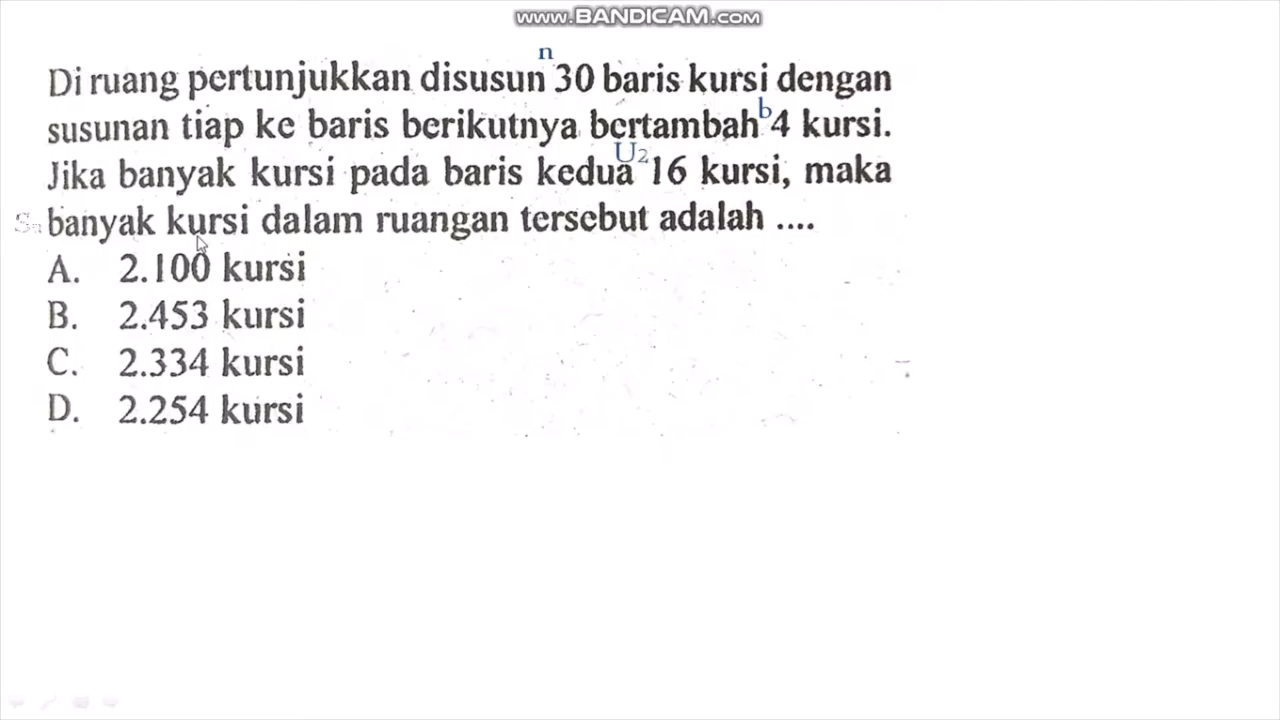 www.BANDICAM.com
n
Di ruang pertunjukkan disusun 30 baris kursi dengan
b
susunan tiap ke baris berikutnya bertambah 4 kursi.
U2
Jika banyak kursi pada baris kedua 16 kursi, maka
Sn banyak kursi dalam ruangan tersebut adalah ....
A. 2.100 kursi
B. 2.453 kursi
C. 2.334 kursi
D. 2.254 kursi